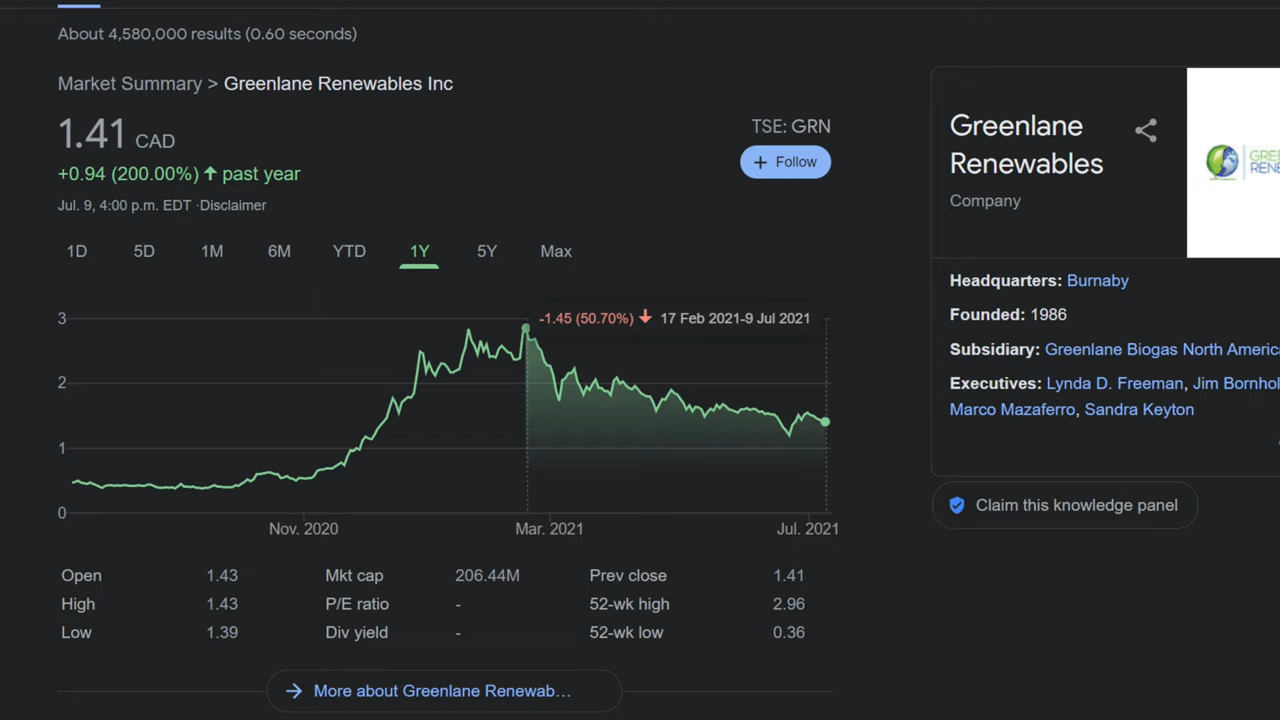 About 4,580,000 results (0.60 seconds)
Market Summary > Greenlane Renewables Inc
1.41 CAD
+0.94 (200.00%) ↑ past year
Jul. 9, 4:00 p.m. EDT ·Disclaimer
TSE: GRN
+ Follow
1D 5D 1M 6M YTD 1Y 5Y Max
-1.45 (50.70%) ↓ 17 Feb 2021-9 Jul 2021
3
2
1
0
Nov. 2020 Mar. 2021 Jul. 2021
Open 1.43 Mkt cap 206.44M Prev close 1.41
High 1.43 P/E ratio - 52-wk high 2.96
Low 1.39 Div yield - 52-wk low 0.36
→ More about Greenlane Renewab…
Greenlane
Renewables
Company
Headquarters: Burnaby
Founded: 1986
Subsidiary: Greenlane Biogas North America
Executives: Lynda D. Freeman, Jim Bornhol
Marco Mazaferro, Sandra Keyton
Claim this knowledge panel